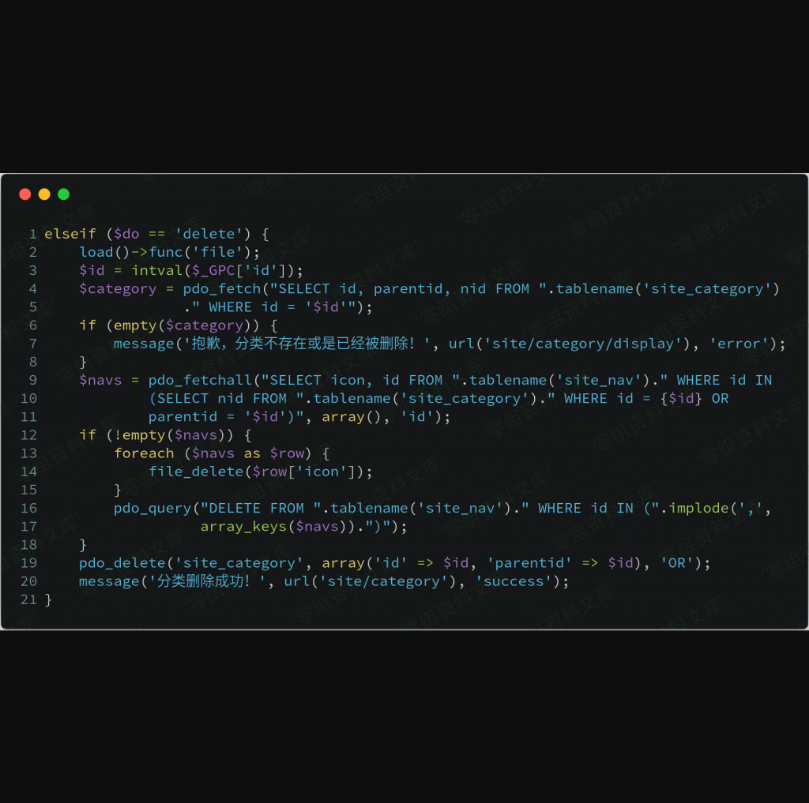 1 elseif ($do == 'delete') {
2     load()->func('file');
3     $id = intval($_GPC['id']);
4     $category = pdo_fetch("SELECT id, parentid, nid FROM ".tablename('site_category')
5                 ." WHERE id = '$id'");
6     if (empty($category)) {
7         message('抱歉，分类不存在或是已经被删除！', url('site/category/display'), 'error');
8     }
9     $navs = pdo_fetchall("SELECT icon, id FROM ".tablename('site_nav')." WHERE id IN
10             (SELECT nid FROM ".tablename('site_category')." WHERE id = {$id} OR
11             parentid = '$id')", array(), 'id');
12     if (!empty($navs)) {
13         foreach ($navs as $row) {
14             file_delete($row['icon']);
15         }
16         pdo_query("DELETE FROM ".tablename('site_nav')." WHERE id IN (".implode(',',
17                   array_keys($navs)).")");
18     }
19     pdo_delete('site_category', array('id' => $id, 'parentid' => $id), 'OR');
20     message('分类删除成功！', url('site/category'), 'success');
21 }
零组资料文库